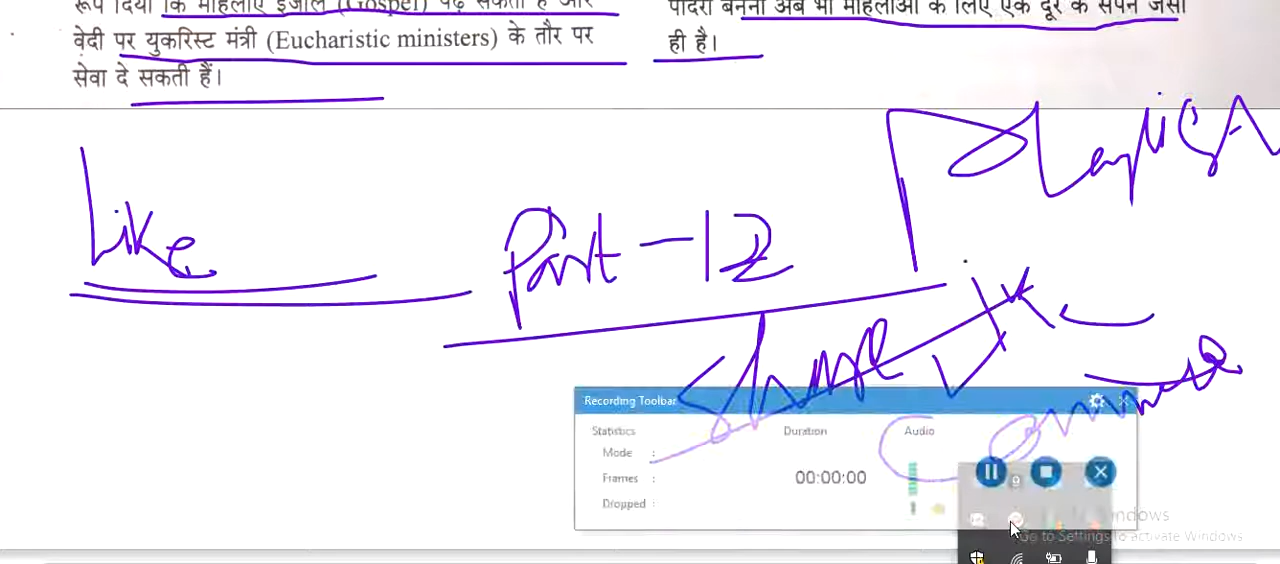 रूप दिया कि महिलाएं इंजील (Gospel) पढ़ सकती हैं और
वेदी पर युकरिस्ट मंत्री (Eucharistic ministers) के तौर पर
सेवा दे सकती हैं।
पादरी बनना अब भी महिलाओं के लिए एक दूर के सपने जैसा
ही है।
Like
Part-12
Share
Recording Toolbar
Statistics
Duration
Audio
Mode :
Frames :
00:00:00
Dropped :
Go to Settings to activate Windows